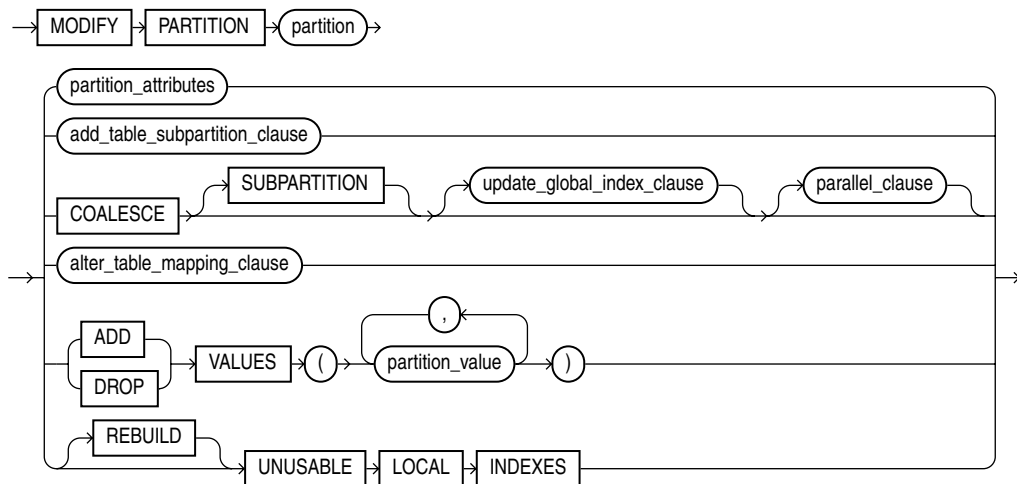 MODIFY PARTITION partition
partition_attributes
add_table_subpartition_clause
SUBPARTITION update_global_index_clause parallel_clause
COALESCE
alter_table_mapping_clause
,
ADD
VALUES ( partition_value )
DROP
REBUILD
UNUSABLE LOCAL INDEXES